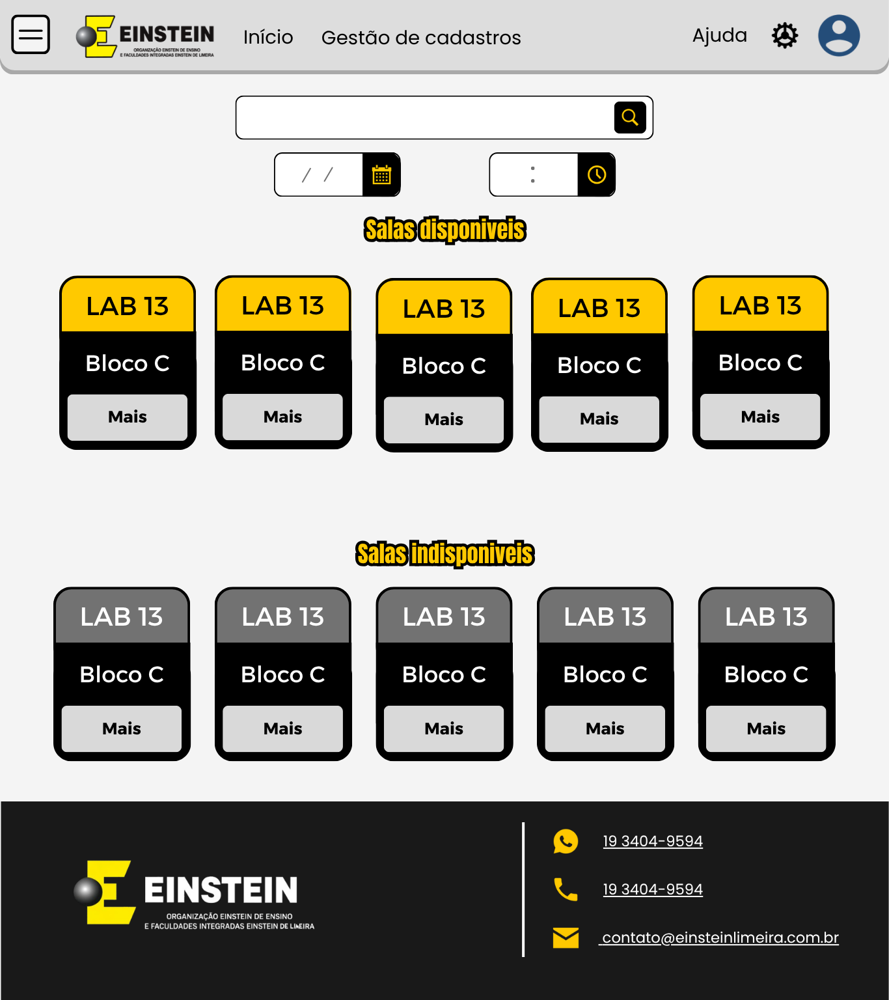 EINSTEIN
ORGANIZAÇÃO EINSTEIN DE ENSINO
E FACULDADES INTEGRADAS EINSTEIN DE LIMEIRA
Início
Gestão de cadastros
Ajuda
/ /
:
Salas disponiveis
LAB 13
LAB 13
LAB 13
LAB 13
LAB 13
Bloco C
Bloco C
Bloco C
Bloco C
Bloco C
Mais
Mais
Mais
Mais
Mais
Salas indisponiveis
LAB 13
LAB 13
LAB 13
LAB 13
LAB 13
Bloco C
Bloco C
Bloco C
Bloco C
Bloco C
Mais
Mais
Mais
Mais
Mais
EINSTEIN
ORGANIZAÇÃO EINSTEIN DE ENSINO
E FACULDADES INTEGRADAS EINSTEIN DE LIMEIRA
19 3404-9594
19 3404-9594
contato@einsteinlimeira.com.br